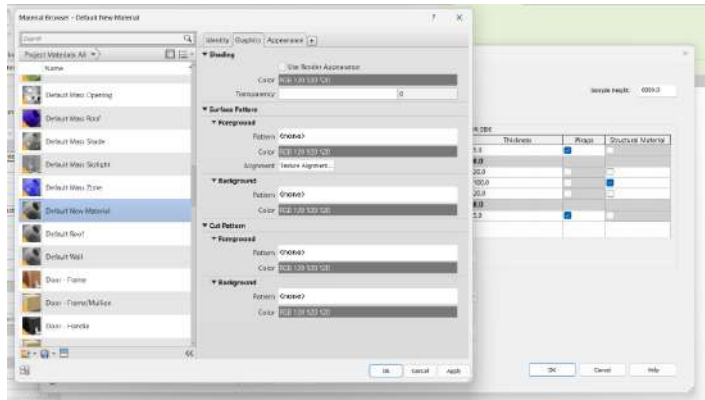 Material Browser - Default New Material
? ×
Search
Project Materials: All
Name
Default Mass Opening
Default Mass Roof
Default Mass Shade
Default Mass Skylight
Default Mass Zone
Default New Material
Default Roof
Default Wall
Door - Frame
Door - Frame/Mullion
Door - Handle
Identity Graphics Appearance +
▼ Shading
Use Render Appearance
Color RGB 120 120 120
Transparency 0
▼ Surface Pattern
▼ Foreground
Pattern <none>
Color RGB 120 120 120
Alignment Texture Alignment...
▼ Background
Pattern <none>
Color RGB 120 120 120
▼ Cut Pattern
▼ Foreground
Pattern <none>
Color RGB 120 120 120
▼ Background
Pattern <none>
Color RGB 120 120 120
OK Cancel Apply
Sample Height:
Thickness Wraps Structural Material
5.0
0.0
20.0
100.0
20.0
0.0
5.0
OK Cancel Help